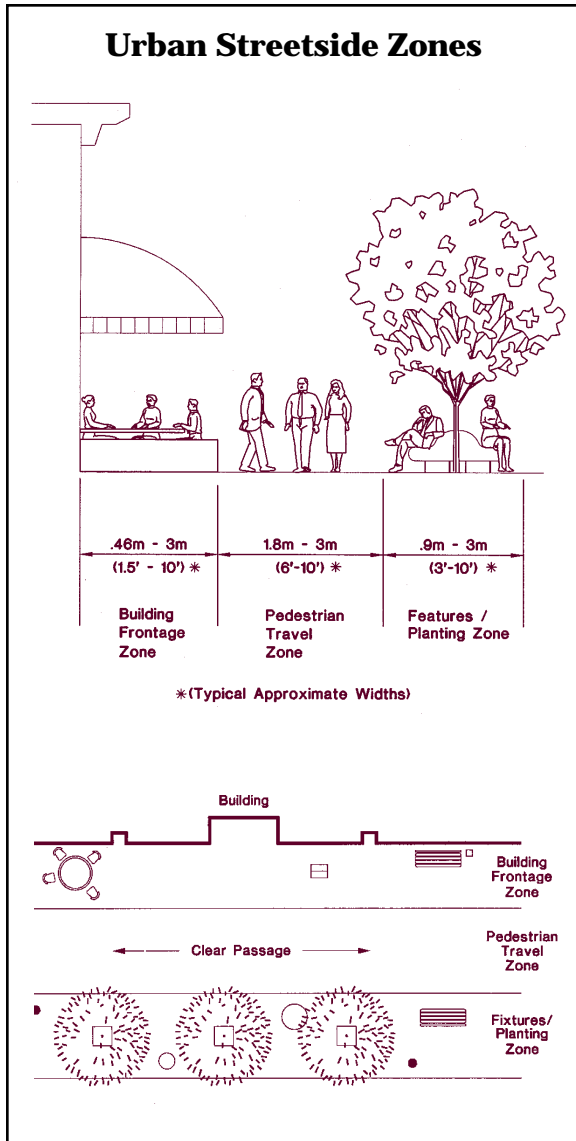 Urban Streetside Zones
.46m - 3m
(1.5' - 10') *
1.8m - 3m
(6'-10') *
.9m - 3m
(3'-10') *
Building
Frontage
Zone
Pedestrian
Travel
Zone
Features /
Planting Zone
*(Typical Approximate Widths)
Building
Building
Frontage
Zone
Clear Passage
Pedestrian
Travel
Zone
Fixtures/
Planting
Zone